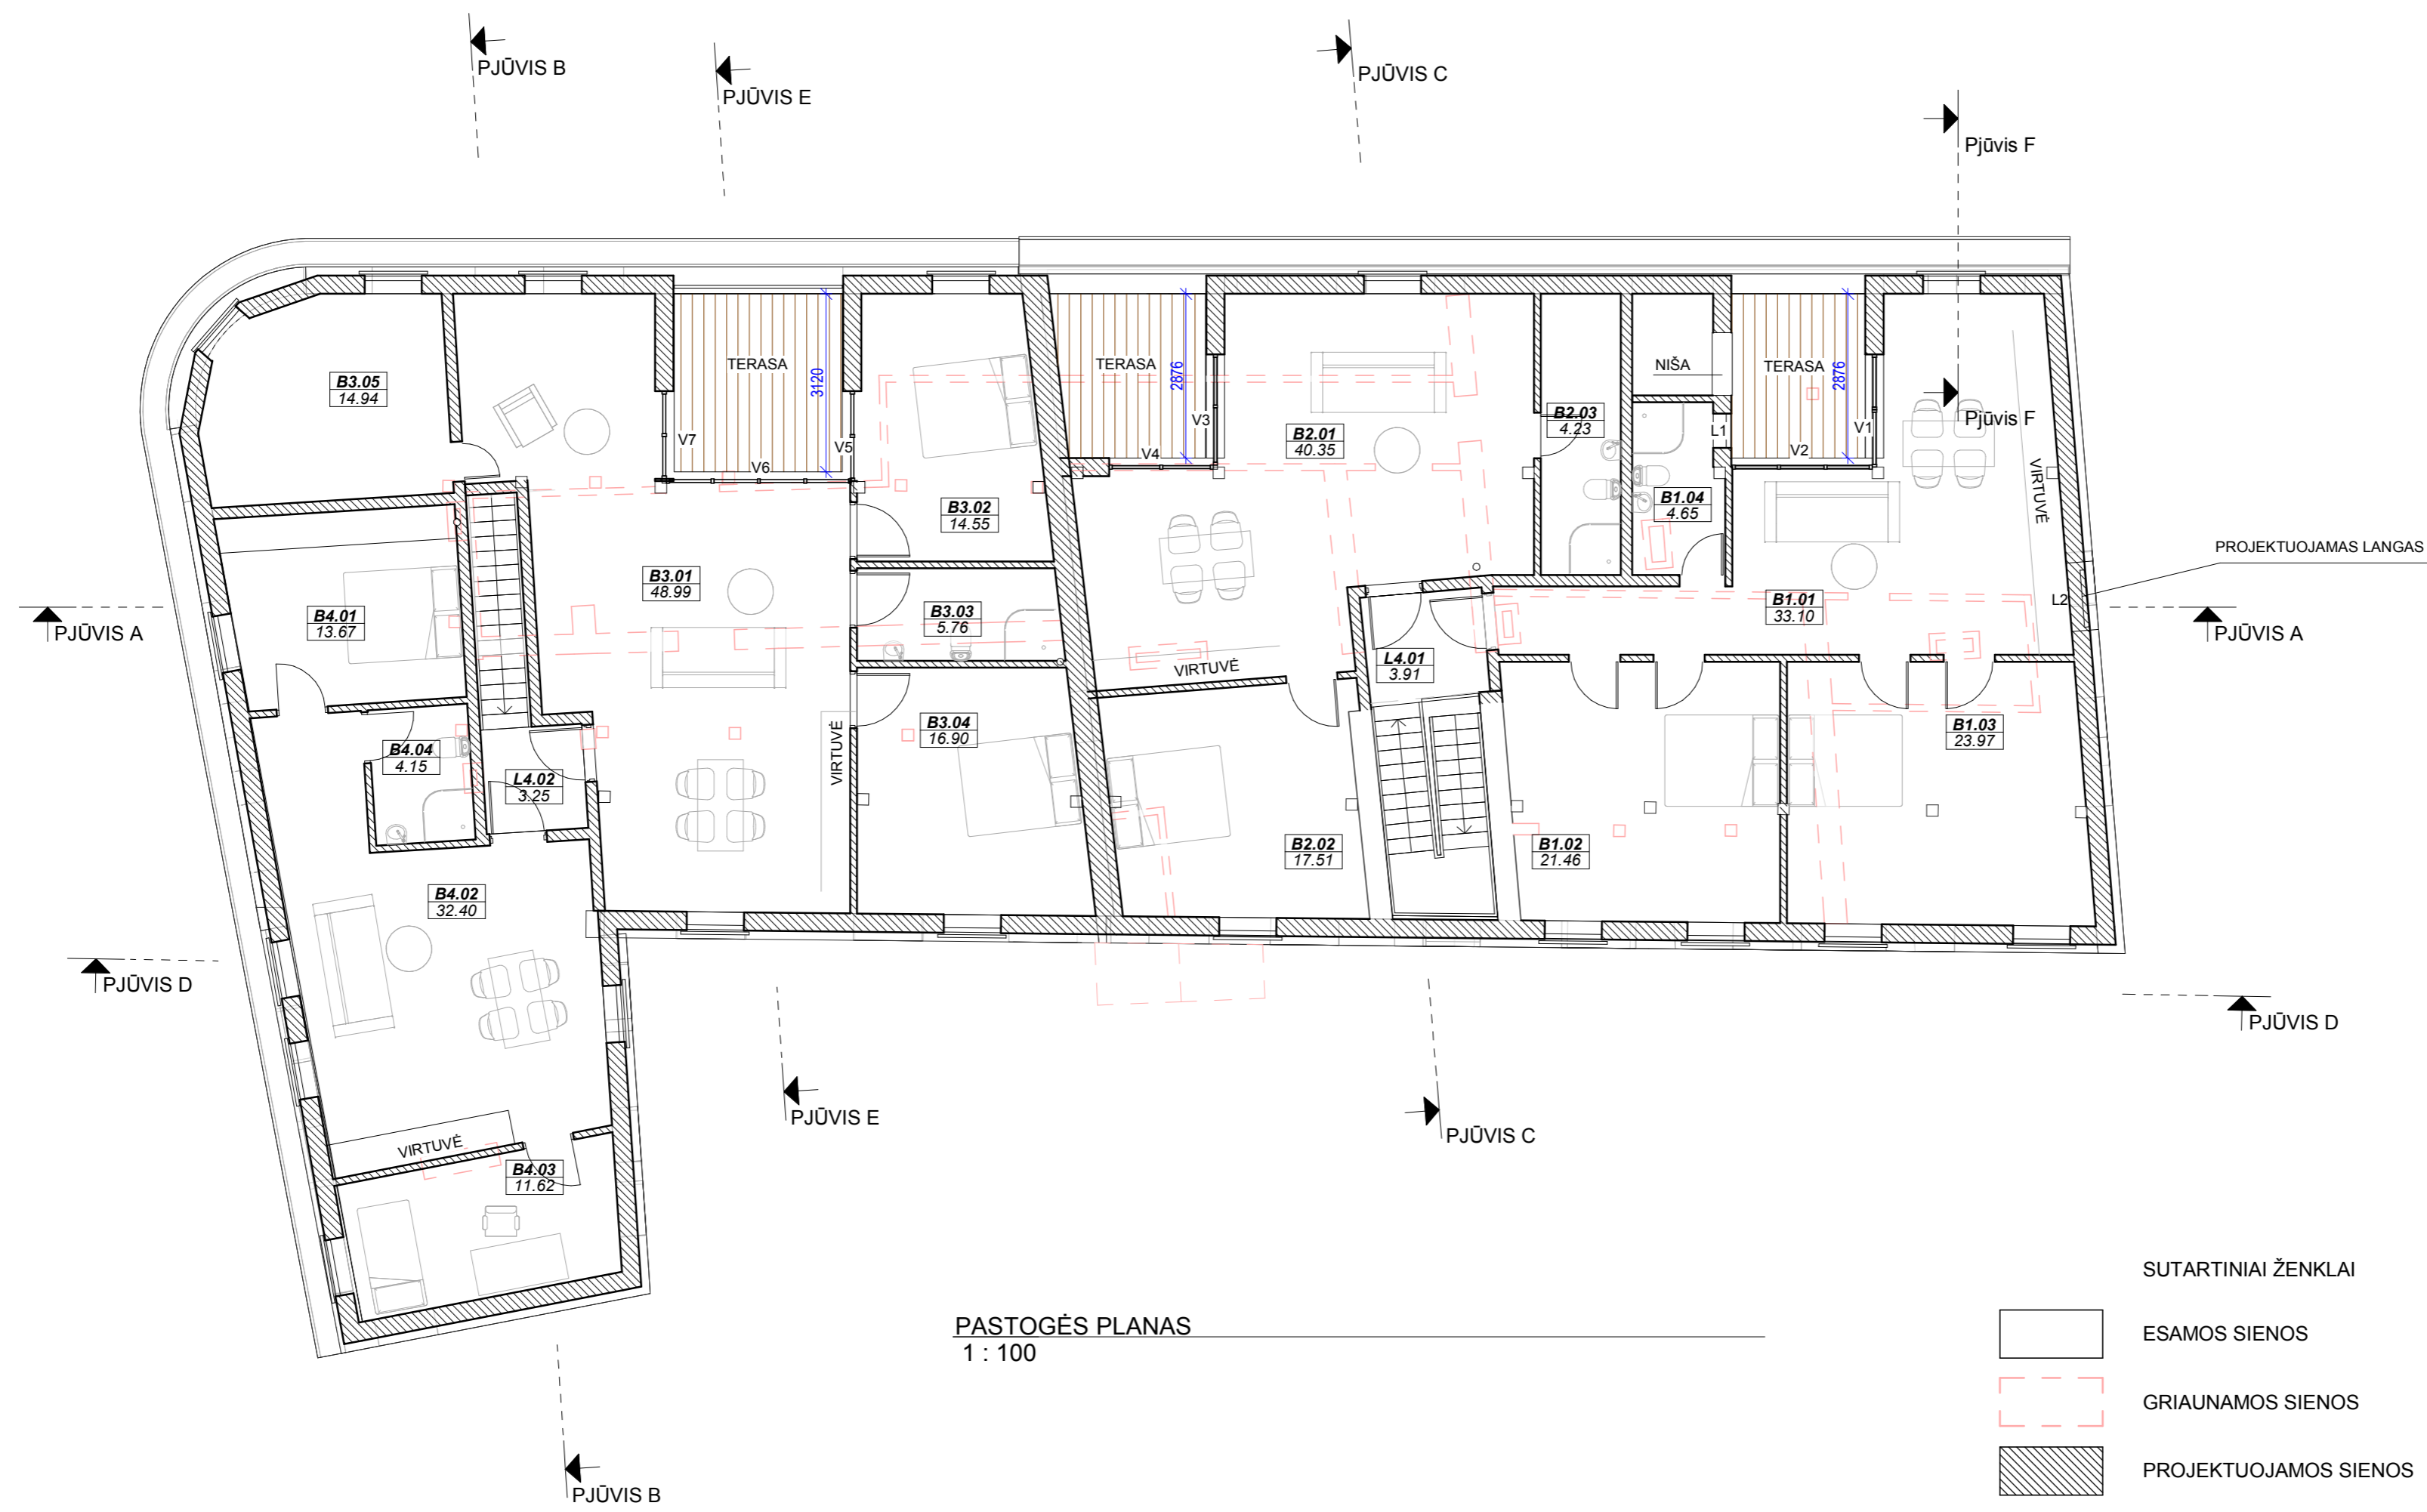 PJŪVIS B
PJŪVIS E
PJŪVIS C
Pjūvis F
TERASA
3120
V7
V6
V5
TERASA
2876
V3
V4
NIŠA
TERASA
2876
L1
V2
V1
Pjūvis F
VIRTUVĖ
B3.05
14.94
B2.01
40.35
B2.03
4.23
B3.02
14.55
B1.04
4.65
PROJEKTUOJAMAS LANGAS
B3.01
48.99
B4.01
13.67
B3.03
5.76
B1.01
33.10
L2
PJŪVIS A
PJŪVIS A
VIRTUVĖ
L4.01
3.91
VIRTUVĖ
B3.04
16.90
B1.03
23.97
B4.04
4.15
L4.02
3.25
B2.02
17.51
B1.02
21.46
B4.02
32.40
PJŪVIS D
PJŪVIS D
PJŪVIS E
PJŪVIS C
VIRTUVĖ
B4.03
11.62
PASTOGĖS PLANAS
1 : 100
PJŪVIS B
SUTARTINIAI ŽENKLAI
ESAMOS SIENOS
GRIAUNAMOS SIENOS
PROJEKTUOJAMOS SIENOS